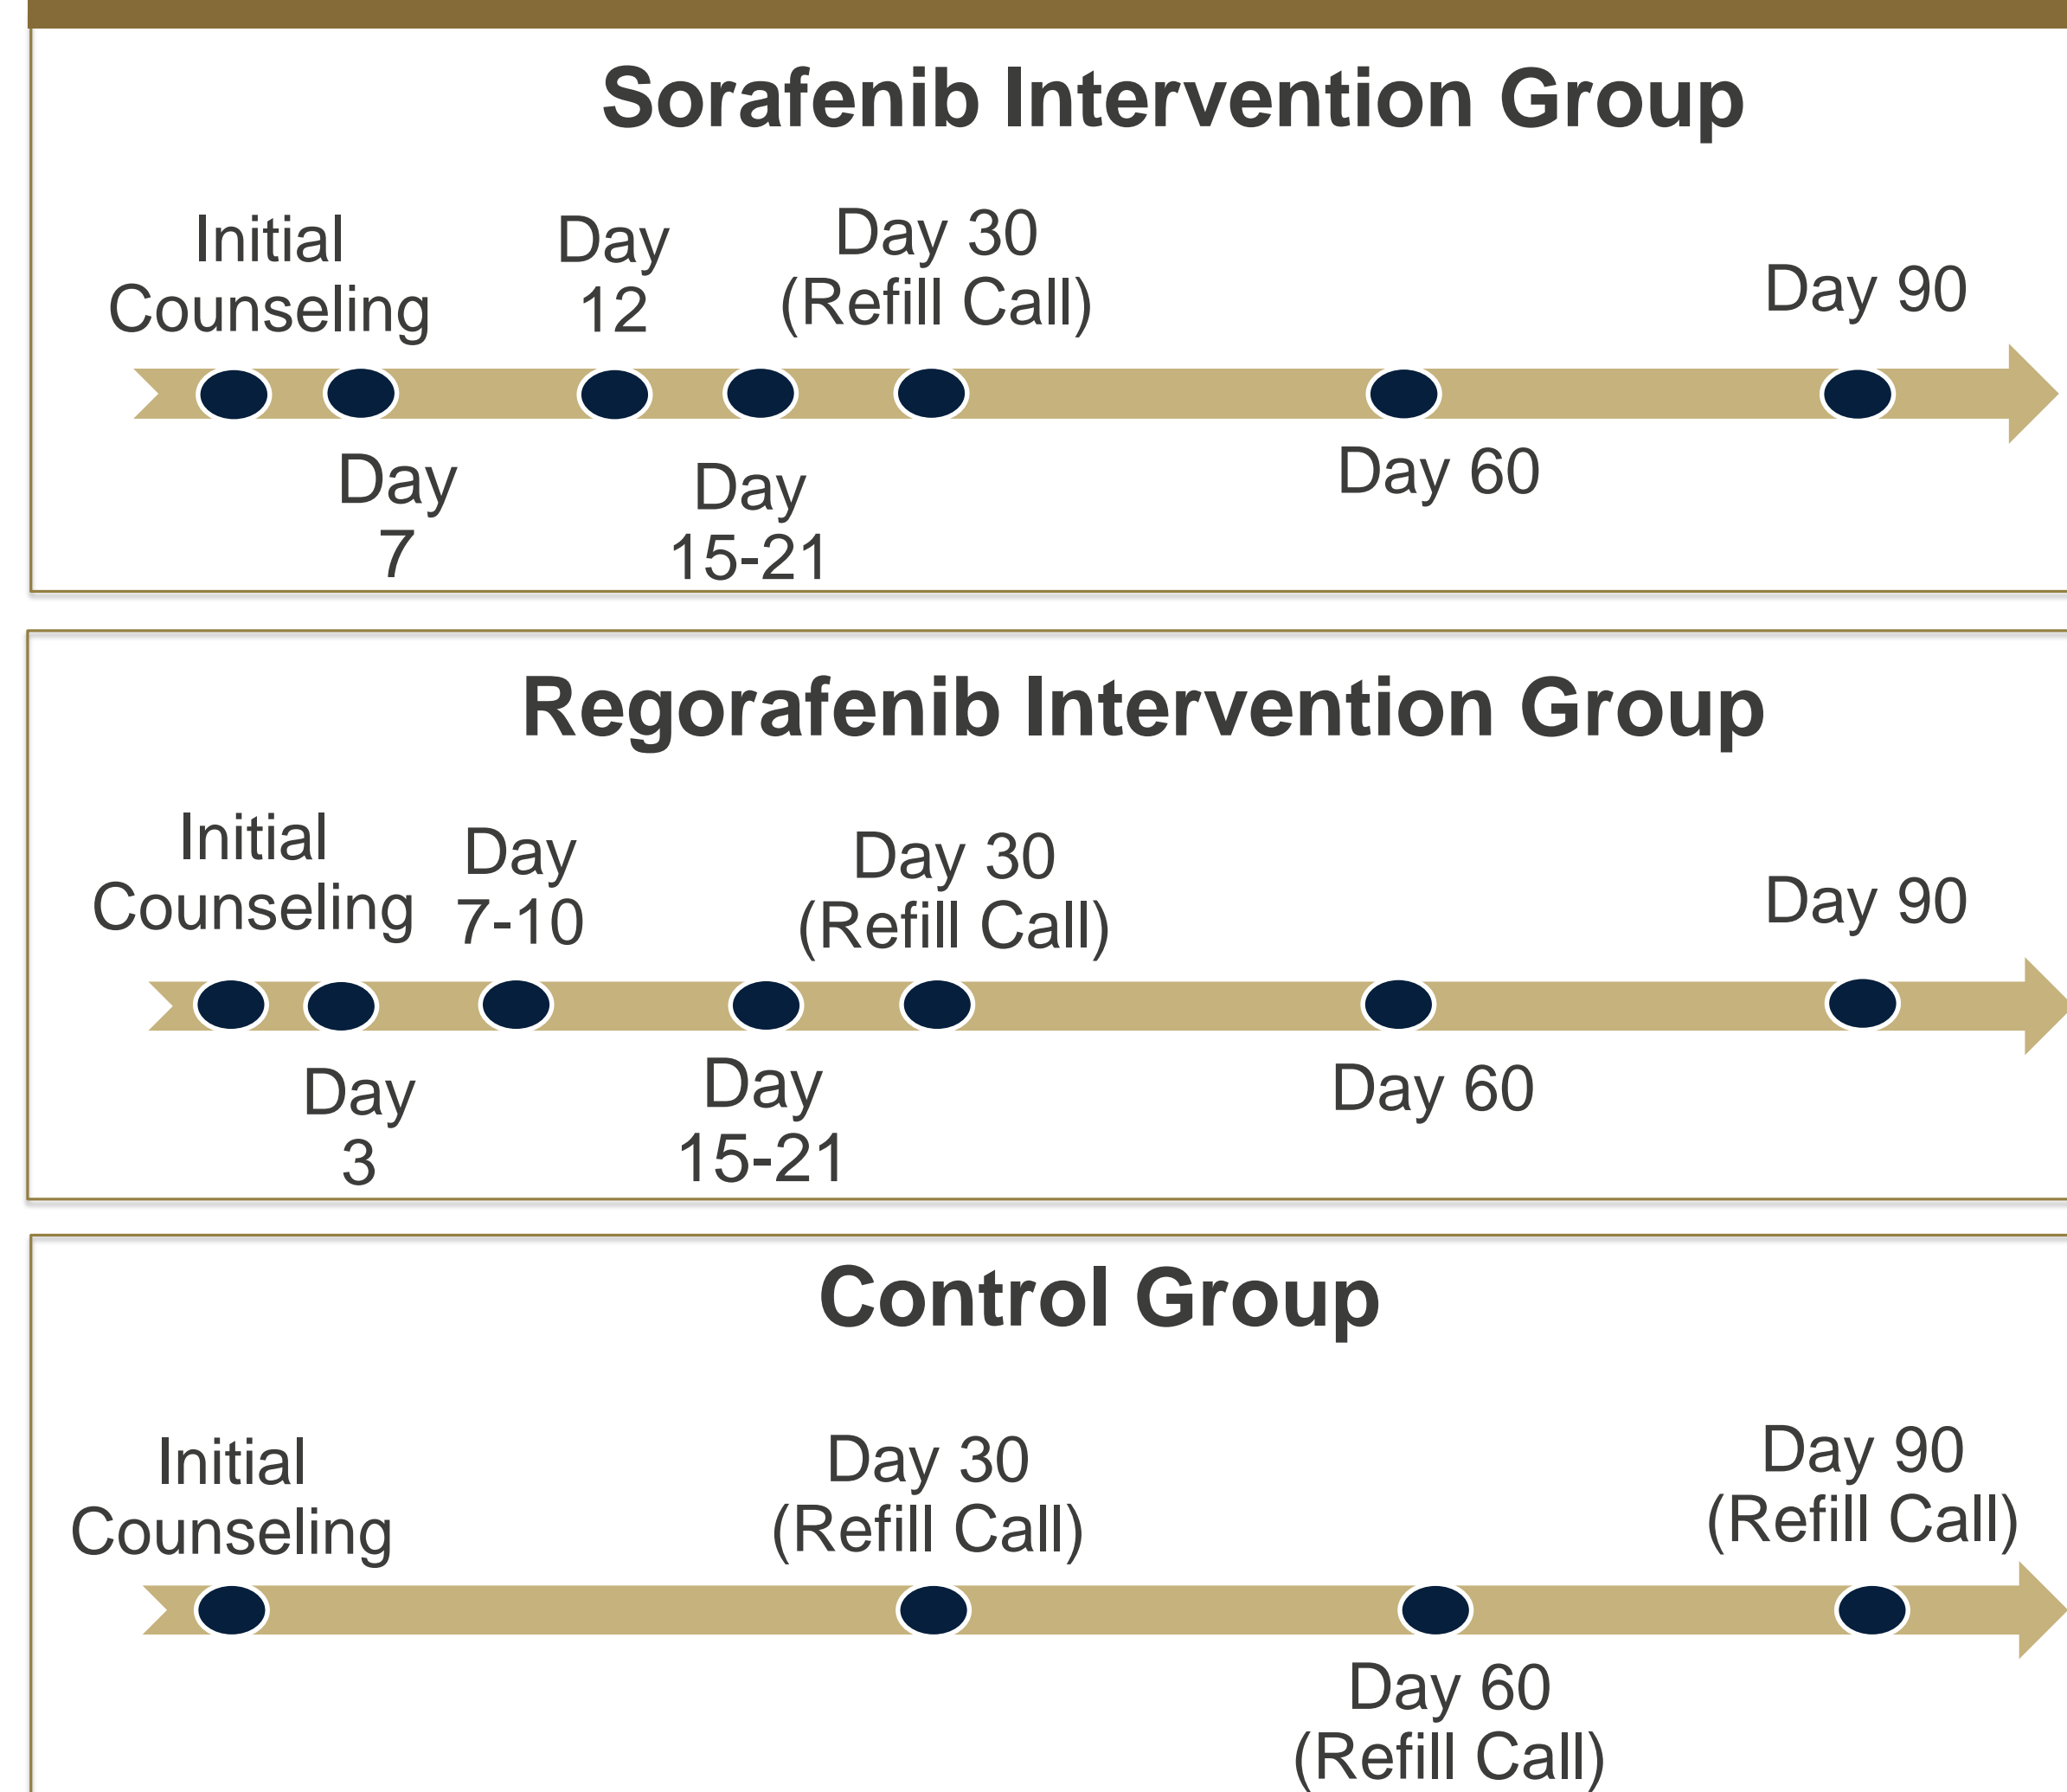 Sorafenib Intervention Group
Initial
Counseling
Day
7
Day
12
Day
15-21
Day 30
(Refill Call)
Day 60
Day 90
Regorafenib Intervention Group
Initial
Counseling
Day
3
Day
7-10
Day
15-21
Day 30
(Refill Call)
Day 60
Day 90
Control Group
Initial
Counseling
Day 30
(Refill Call)
Day 60
(Refill Call)
Day 90
(Refill Call)